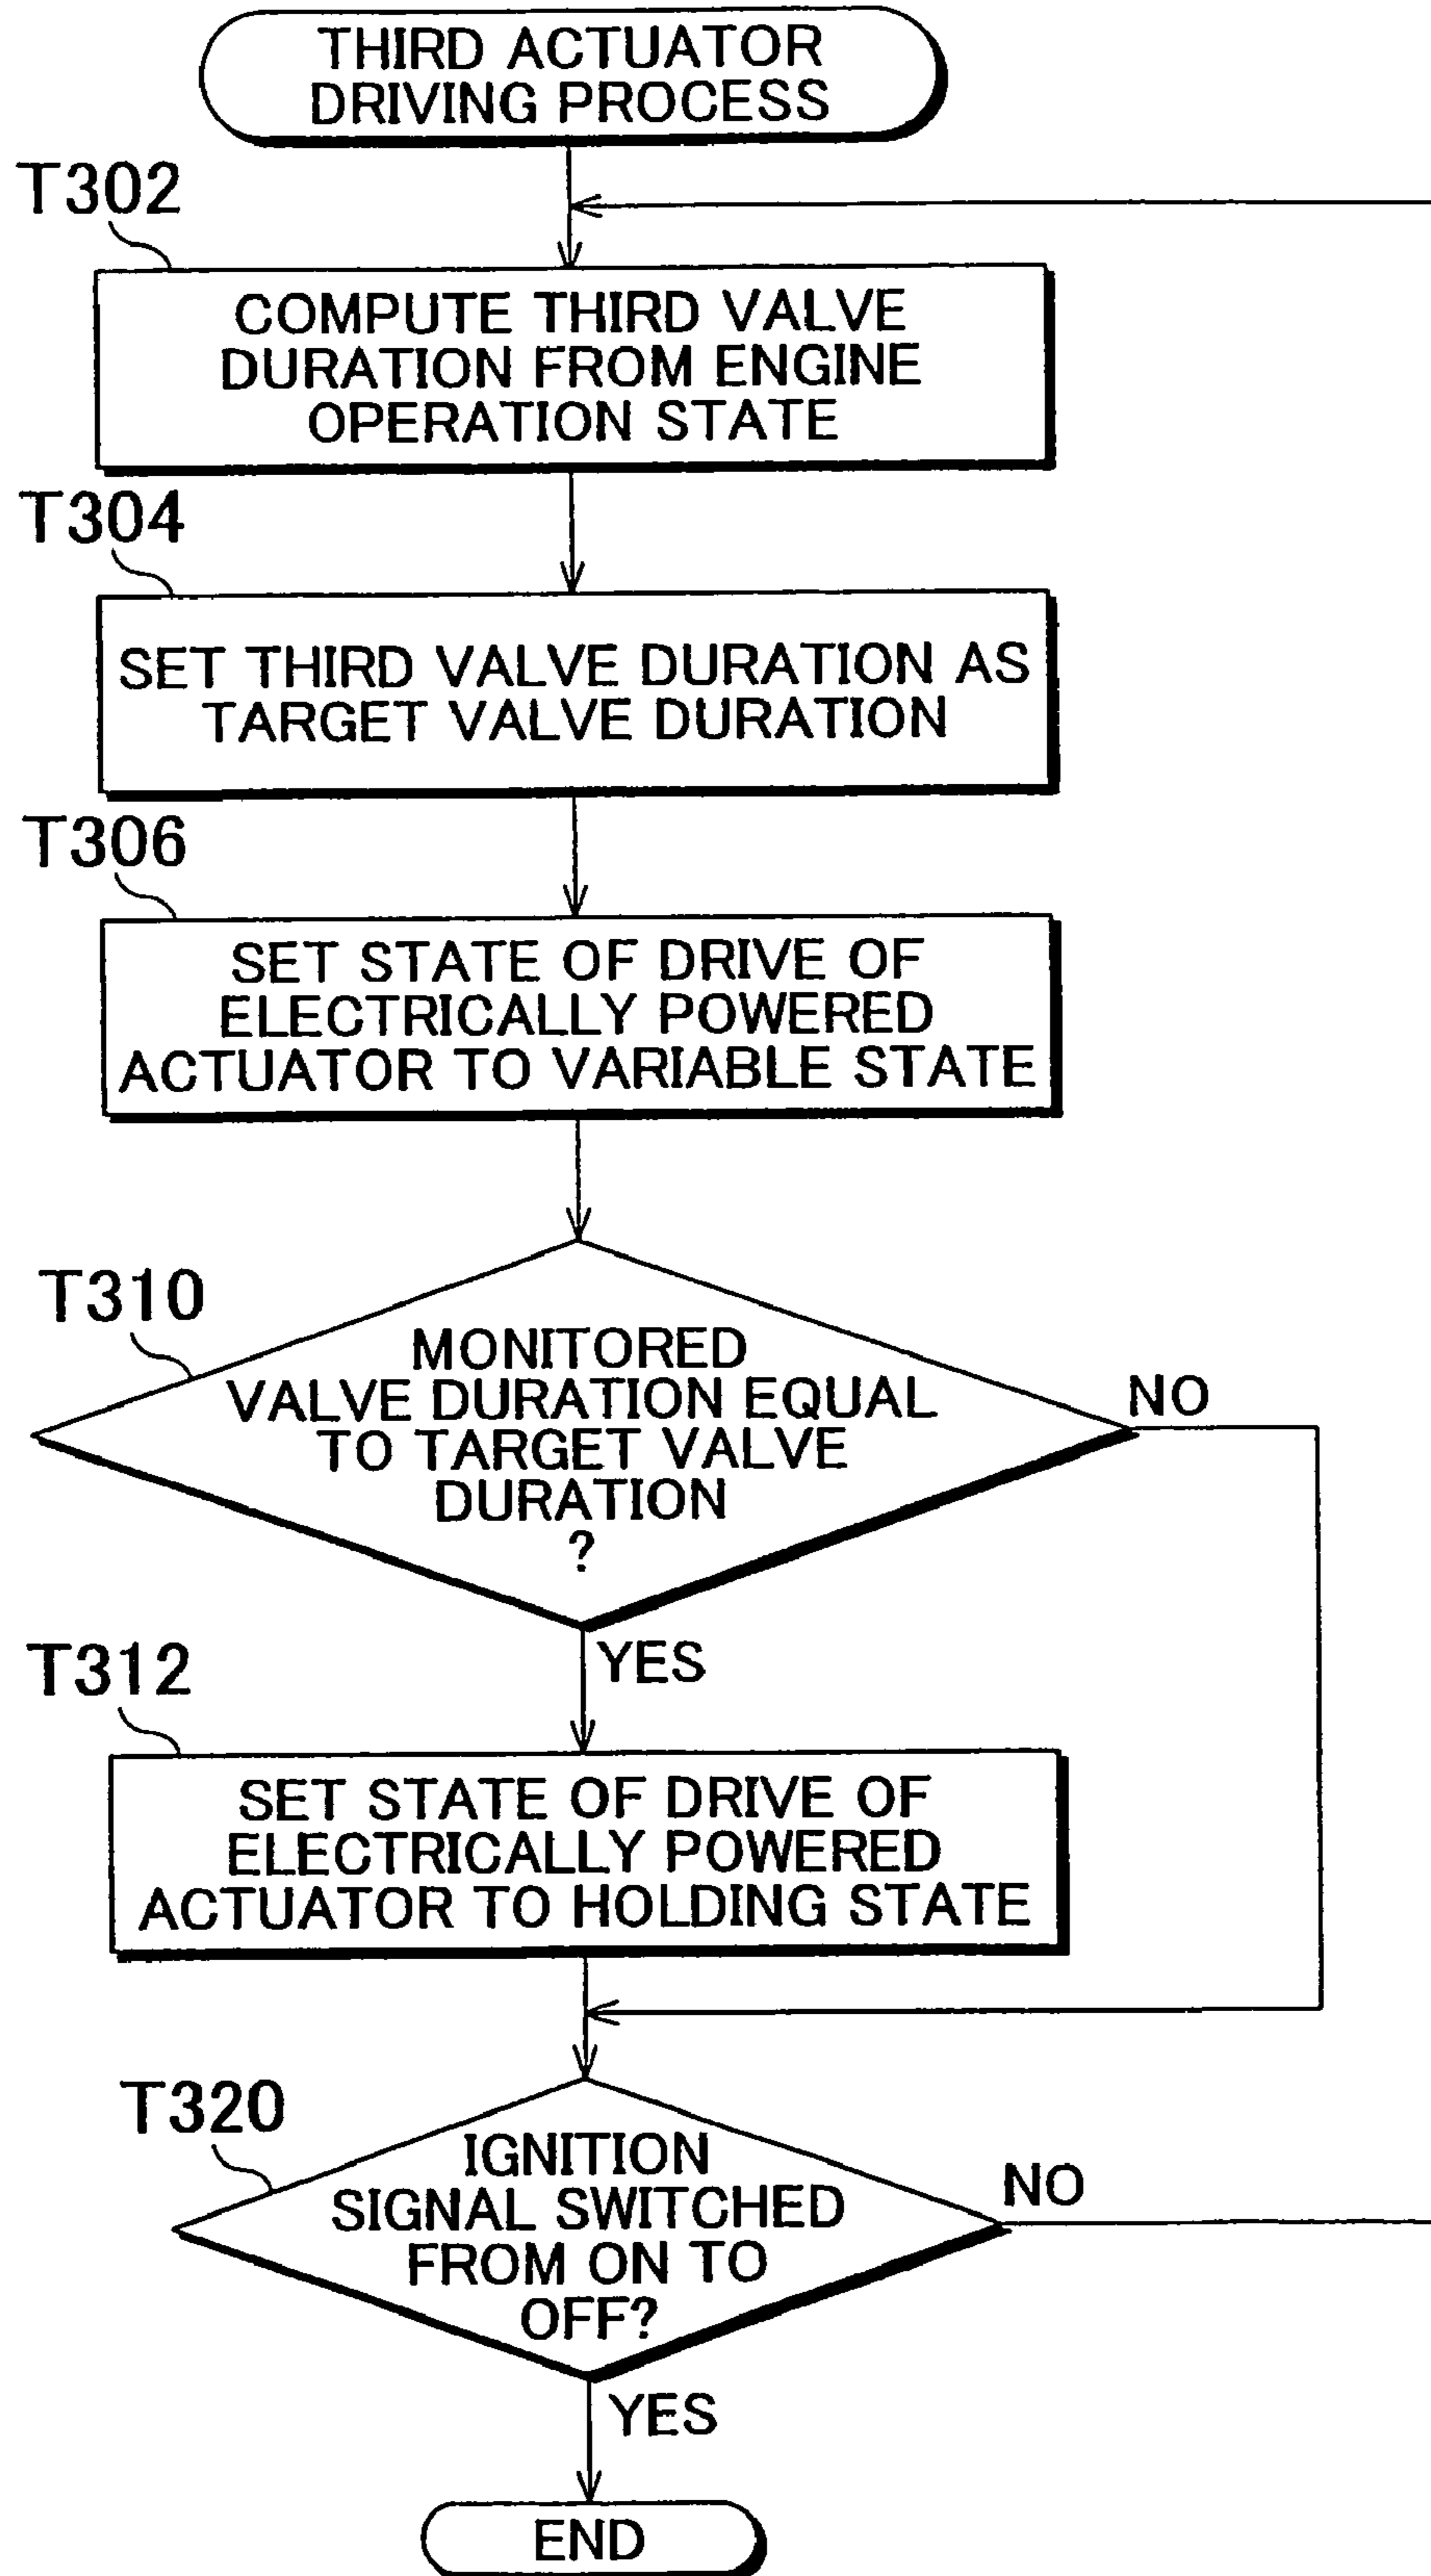 THIRD ACTUATOR
DRIVING PROCESS
T302
COMPUTE THIRD VALVE
DURATION FROM ENGINE
OPERATION STATE
T304
SET THIRD VALVE DURATION AS
TARGET VALVE DURATION
T306
SET STATE OF DRIVE OF
ELECTRICALLY POWERED
ACTUATOR TO VARIABLE STATE
T310
MONITORED
VALVE DURATION EQUAL
TO TARGET VALVE
DURATION
?
NO
YES
T312
SET STATE OF DRIVE OF
ELECTRICALLY POWERED
ACTUATOR TO HOLDING STATE
T320
IGNITION
SIGNAL SWITCHED
FROM ON TO
OFF?
NO
YES
END